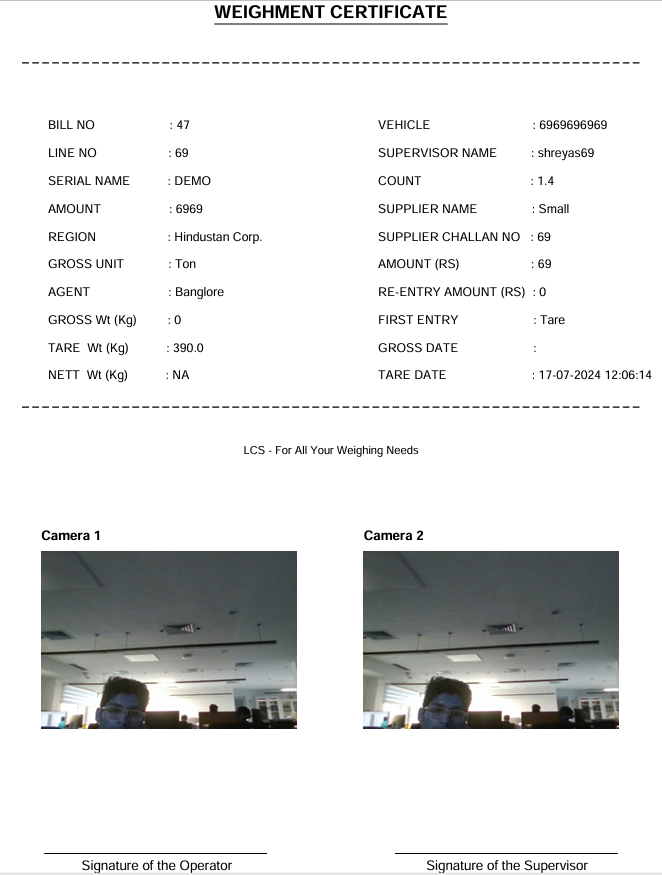 WEIGHMENT CERTIFICATE
BILL NO : 47 VEHICLE : 6969696969
LINE NO : 69 SUPERVISOR NAME : shreyas69
SERIAL NAME : DEMO COUNT : 1.4
AMOUNT : 6969 SUPPLIER NAME : Small
REGION : Hindustan Corp. SUPPLIER CHALLAN NO : 69
GROSS UNIT : Ton AMOUNT (RS) : 69
AGENT : Banglore RE-ENTRY AMOUNT (RS) : 0
GROSS Wt (Kg) : 0 FIRST ENTRY : Tare
TARE Wt (Kg) : 390.0 GROSS DATE :
NETT Wt (Kg) : NA TARE DATE : 17-07-2024 12:06:14
LCS - For All Your Weighing Needs
Camera 1 Camera 2
Signature of the Operator Signature of the Supervisor